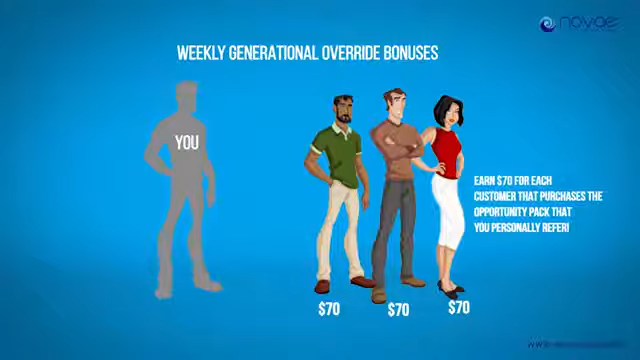 WEEKLY GENERATIONAL OVERRIDE BONUSES
YOU
EARN $70 FOR EACH
CUSTOMER THAT PURCHASES THE
OPPORTUNITY PACK THAT
YOU PERSONALLY REFER!
$70
$70
$70